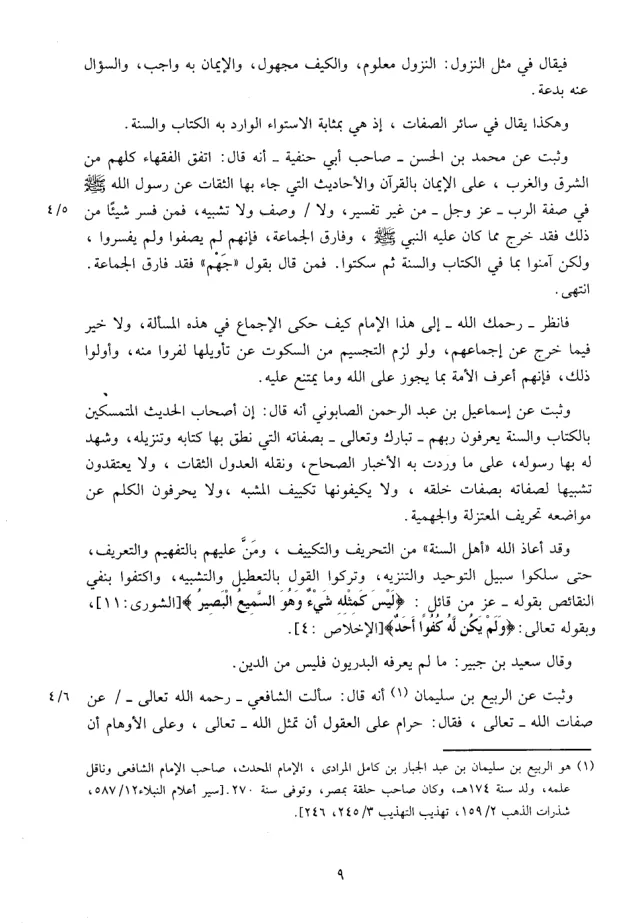 فيقال في مثل النزول: النزول معلوم، والكيف مجهول، والإيمان به واجب، والسؤال
عنه بدعة.
وهكذا يقال في سائر الصفات ، إذ هي بمثابة الاستواء الوارد به الكتاب والسنة.
وثبت عن محمد بن الحسن ـ صاحب أبي حنفية ـ أنه قال: اتفق الفقهاء كلهم من
الشرق والغرب ، على الإيمان بالقرآن والأحاديث التي جاء بها الثقات عن رسول الله ﷺ
في صفة الرب ـ عز وجل ـ من غير تفسير، ولا / وصف ولا تشبيه، فمن فسر شيئًا من ٤/٥
ذلك فقد خرج مما كان عليه النبي ﷺ ، وفارق الجماعة، فإنهم لم يصفوا ولم يفسروا ،
ولكن آمنوا بما في الكتاب والسنة ثم سكتوا. فمن قال بقول «جَهْم» فقد فارق الجماعة.
انتهى.
فانظر ـ رحمك الله ـ إلى هذا الإمام كيف حكى الإجماع في هذه المسألة، ولا خير
فيما خرج عن إجماعهم، ولو لزم التجسيم من السكوت عن تأويلها لفروا منه، وأولوا
ذلك، فإنهم أعرف الأمة بما يجوز على الله وما يمتنع عليه.
وثبت عن إسماعيل بن عبد الرحمن الصابوني أنه قال: إن أصحاب الحديث المتمسكين
بالكتاب والسنة يعرفون ربهم ـ تبارك وتعالى ـ بصفاته التي نطق بها كتابه وتنزيله، وشهد
له بها رسوله، على ما وردت به الأخبار الصحاح، ونقله العدول الثقات ، ولا يعتقدون
تشبيها لصفاته بصفات خلقه ، ولا يكيفونها تكييف المشبه ،ولا يحرفون الكلم عن
مواضعه تحريف المعتزلة والجهمية.
وقد أعاذ الله «أهل السنة» من التحريف والتكييف ، ومَنَّ عليهم بالتفهيم والتعريف،
حتى سلكوا سبيل التوحيد والتنزيه، وتركوا القول بالتعطيل والتشبيه، واكتفوا بنفي
النقائص بقوله ـ عز من قائل : ﴿لَيْسَ كَمِثْلِهِ شَيْءٌ وَهُوَ السَّمِيعُ الْبَصِيرُ﴾[الشورى:١١]،
وبقوله تعالى:﴿وَلَمْ يَكُن لَّهُ كُفُوًا أَحَدٌ﴾[الإخلاص :٤].
وقال سعيد بن جبير: ما لم يعرفه البدريون فليس من الدين.
وثبت عن الربيع بن سليمان (١) أنه قال: سألت الشافعي ـ رحمه الله تعالى ـ / عن ٤/٦
صفات الله ـ تعالى ، فقال: حرام على العقول أن تمثل الله ـ تعالى ، وعلى الأوهام أن
(١) هو الربيع بن سليمان بن عبد الجبار بن كامل المرادى ، الإمام المحدث، صاحب الإمام الشافعي وناقل
علمه، ولد سنة ١٧٤هـ، وكان صاحب حلقة بمصر، وتوفى سنة ٢٧٠.[سير أعلام النبلاء٥٨٧/١٢،
شذرات الذهب ١٥٩/٢، تهذيب التهذيب ٢٤٥/٣، ٢٤٦].
٩